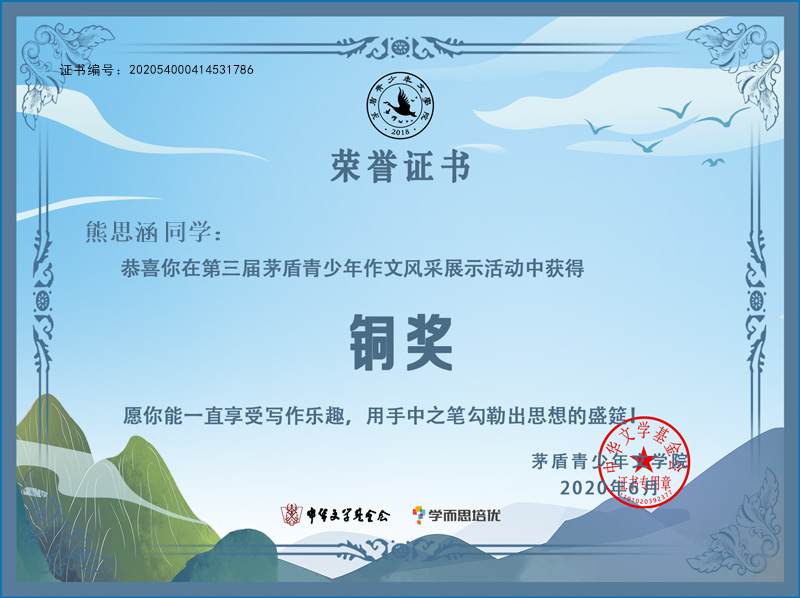 证书编号：202054000414531786
茅盾青少年文学院
·2018·
荣誉证书
熊思涵同学：
恭喜你在第三届茅盾青少年作文风采展示活动中获得
铜奖
愿你能一直享受写作乐趣，用手中之笔勾勒出思想的盛筵！
茅盾青少年文学院
2020年6月
中华文学基金会
证书专用章
中华文学基金会
学而思培优